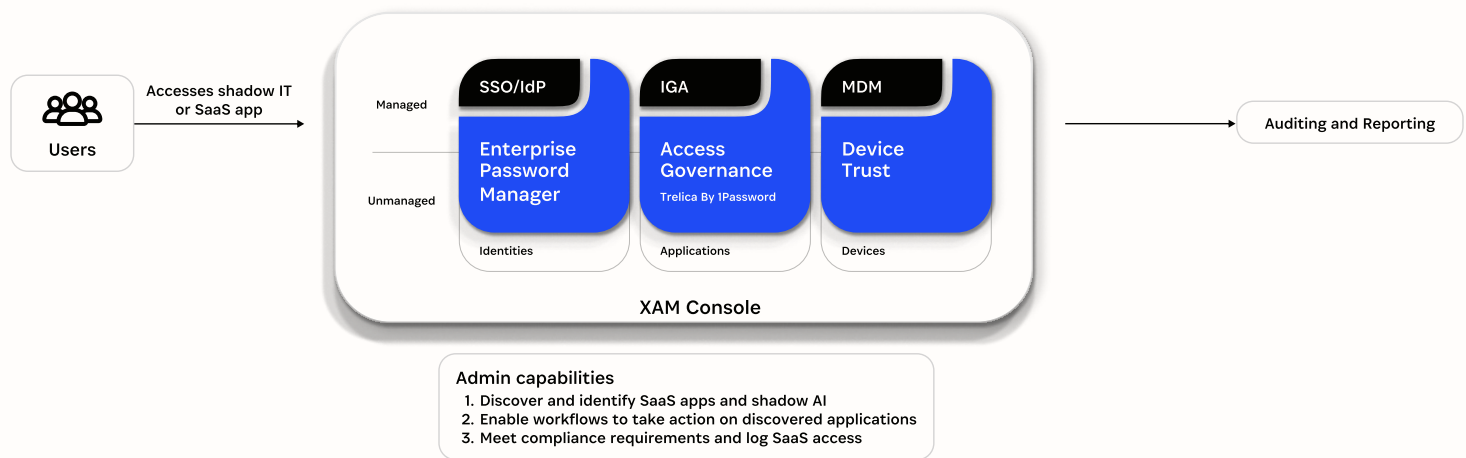 Users
Accesses shadow IT
or SaaS app
Managed
Unmanaged
SSO/IdP
Enterprise
Password
Manager
Identities
IGA
Access
Governance
Trelica By 1Password
Applications
MDM
Device
Trust
Devices
XAM Console
Auditing and Reporting
Admin capabilities
1. Discover and identify SaaS apps and shadow AI
2. Enable workflows to take action on discovered applications
3. Meet compliance requirements and log SaaS access